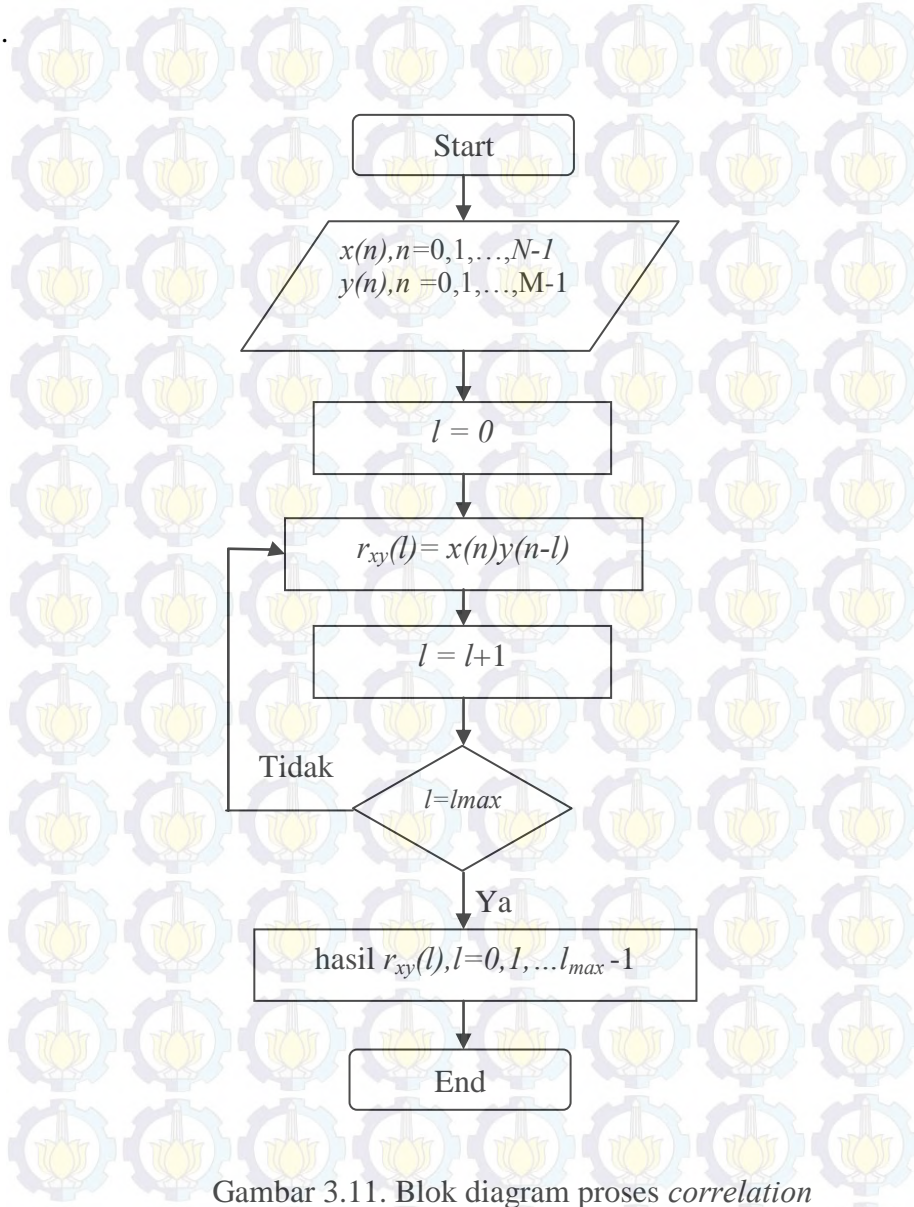 .
Start
x(n),n=0,1,…,N-1
y(n),n =0,1,…,M-1
l = 0
rxy(l)= x(n)y(n-l)
l = l+1
Tidak
l=lmax
Ya
hasil rxy(l),l=0,1,…lmax -1
End
Gambar 3.11. Blok diagram proses correlation